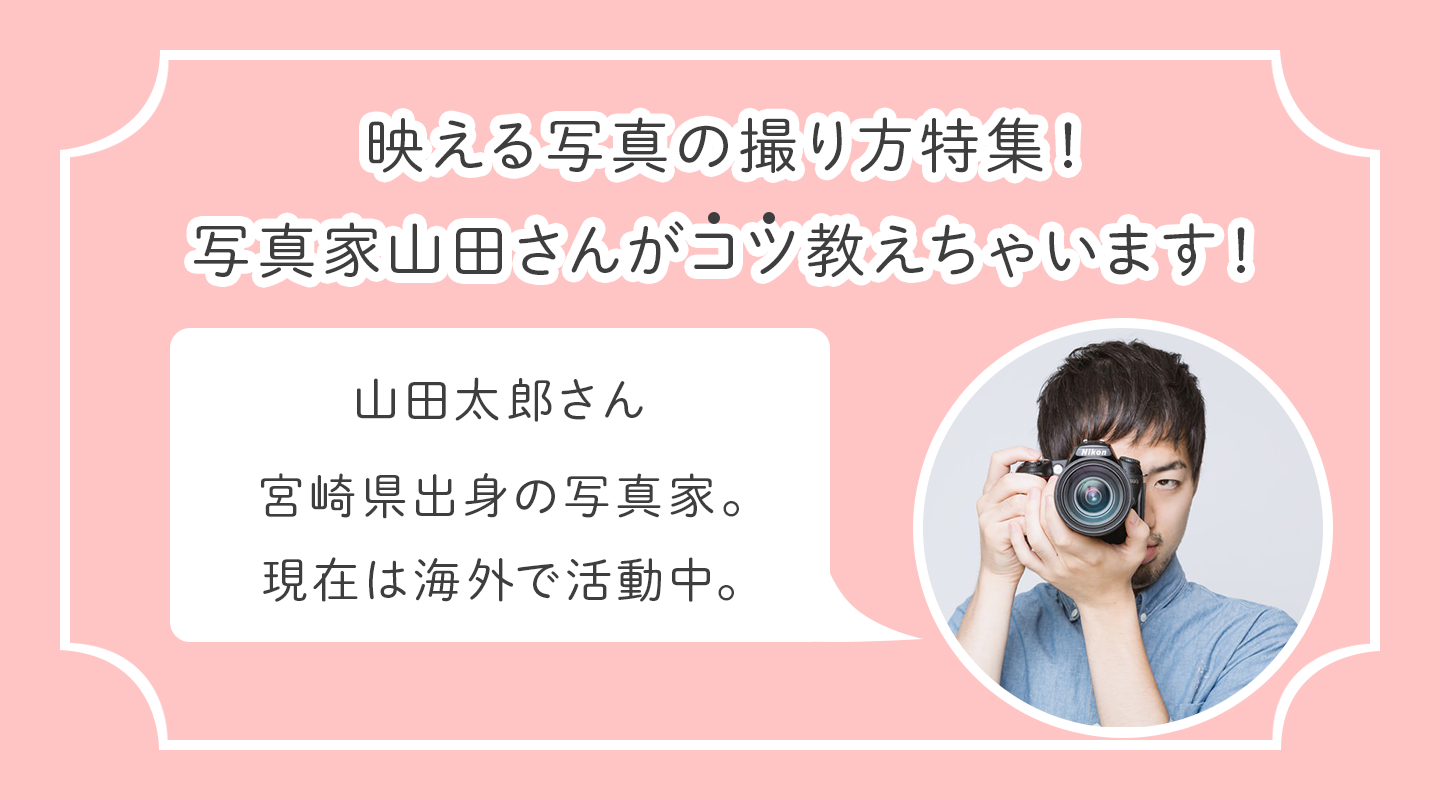 映える写真の撮り方特集！
写真家山田さんがコツ教えちゃいます！
山田太郎さん
宮崎県出身の写真家。
現在は海外で活動中。
Nikon